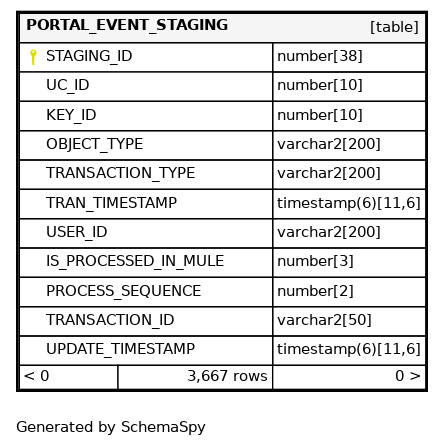 PORTAL_EVENT_STAGING [table]
STAGING_ID number[38]
UC_ID number[10]
KEY_ID number[10]
OBJECT_TYPE varchar2[200]
TRANSACTION_TYPE varchar2[200]
TRAN_TIMESTAMP timestamp(6)[11,6]
USER_ID varchar2[200]
IS_PROCESSED_IN_MULE number[3]
PROCESS_SEQUENCE number[2]
TRANSACTION_ID varchar2[50]
UPDATE_TIMESTAMP timestamp(6)[11,6]
< 0 3,667 rows 0 >
Generated by SchemaSpy